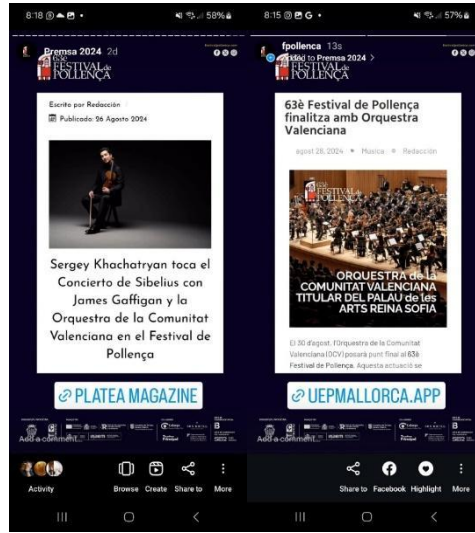 8:18
58%
Premsa 2024 2d
63è
FESTIVAL de
POLLENÇA
Escrito por Redacción
Publicado: 26 Agosto 2024
Sergey Khachatryan toca el
Concierto de Sibelius con
James Gaffigan y la
Orquestra de la Comunitat
Valenciana en el Festival de
Pollença
PLATEA MAGAZINE
Add a comment...
Activity
Browse
Create
Share to
More
8:15
G
57%
fpollenca 13s
Added to Premsa 2024
FESTIVAL de
POLLENÇA
63è Festival de Pollença
finalitza amb Orquestra
Valenciana
agost 28, 2024 • Musica • Redacción
FESTIVAL de
POLLENÇA
ORQUESTRA de la
COMUNITAT VALENCIANA
TITULAR DEL PALAU de les
ARTS REINA SOFIA
El 30 d'agost, l'Orquestra de la Comunitat
Valenciana (OCV) posarà punt final al 63è
Festival de Pollença. Aquesta actuació se
UEPMALLORCA.APP
Add a comment...
Share to
Facebook
Highlight
More